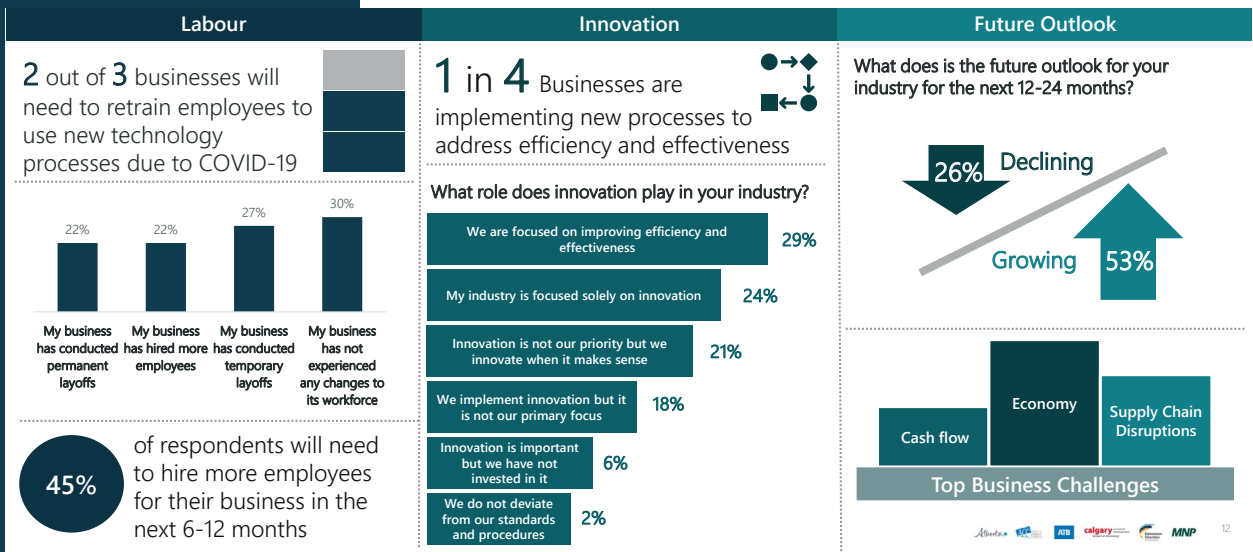 Labour
2 out of 3 businesses will
need to retrain employees to
use new technology
processes due to COVID-19
22%
22%
27%
30%
My business
has conducted
permanent
layoffs
My business
has hired more
employees
My business
has conducted
temporary
layoffs
My business
has not
experienced
any changes to
its workforce
45%
of respondents will need
to hire more employees
for their business in the
next 6-12 months
Innovation
1 in 4 Businesses are
implementing new processes to
address efficiency and effectiveness
What role does innovation play in your industry?
We are focused on improving efficiency and
effectiveness
29%
My industry is focused solely on innovation
24%
Innovation is not our priority but we
innovate when it makes sense
21%
We implement innovation but it
is not our primary focus
18%
Innovation is important
but we have not
invested in it
6%
We do not deviate
from our standards
and procedures
2%
Future Outlook
What does is the future outlook for your
industry for the next 12-24 months?
26%
Declining
Growing
53%
Cash flow
Economy
Supply Chain
Disruptions
Top Business Challenges
Alberta
ATB
calgary
MNP
12